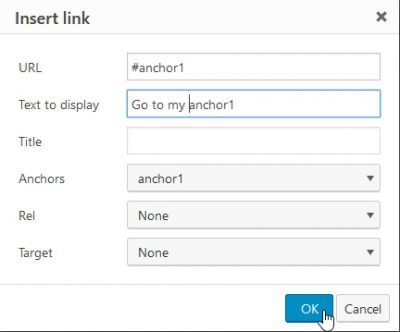 Insert link
URL #anchor1
Text to display Go to my anchor1
Title
Anchors anchor1
Rel None
Target None
OK Cancel